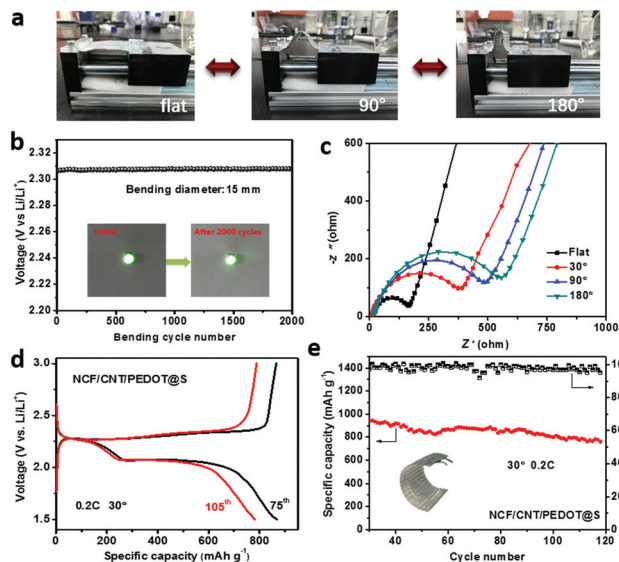 a
flat
90°
180°
b
2.32
2.30
2.28
2.26
2.24
2.22
2.20
Voltage (V vs Li/Li⁺)
Bending diameter: 15 mm
After 2000 cycles
0 500 1000 1500 2000
Bending cycle number
c
600
400
200
0
-Z″ (ohm)
Flat
30°
90°
180°
0 250 500 750 1000
Z′ (ohm)
d
3.0
2.5
2.0
1.5
Voltage (V vs. Li/Li⁺)
NCF/CNT/PEDOT@S
0.2C 30°
105th
75th
0 200 400 600 800
Specific capacity (mAh g⁻¹)
e
1400
1200
1000
800
600
400
200
0
Specific capacity (mAh g⁻¹)
30° 0.2C
NCF/CNT/PEDOT@S
40 60 80 100 120
Cycle number
80
60
40
20
0